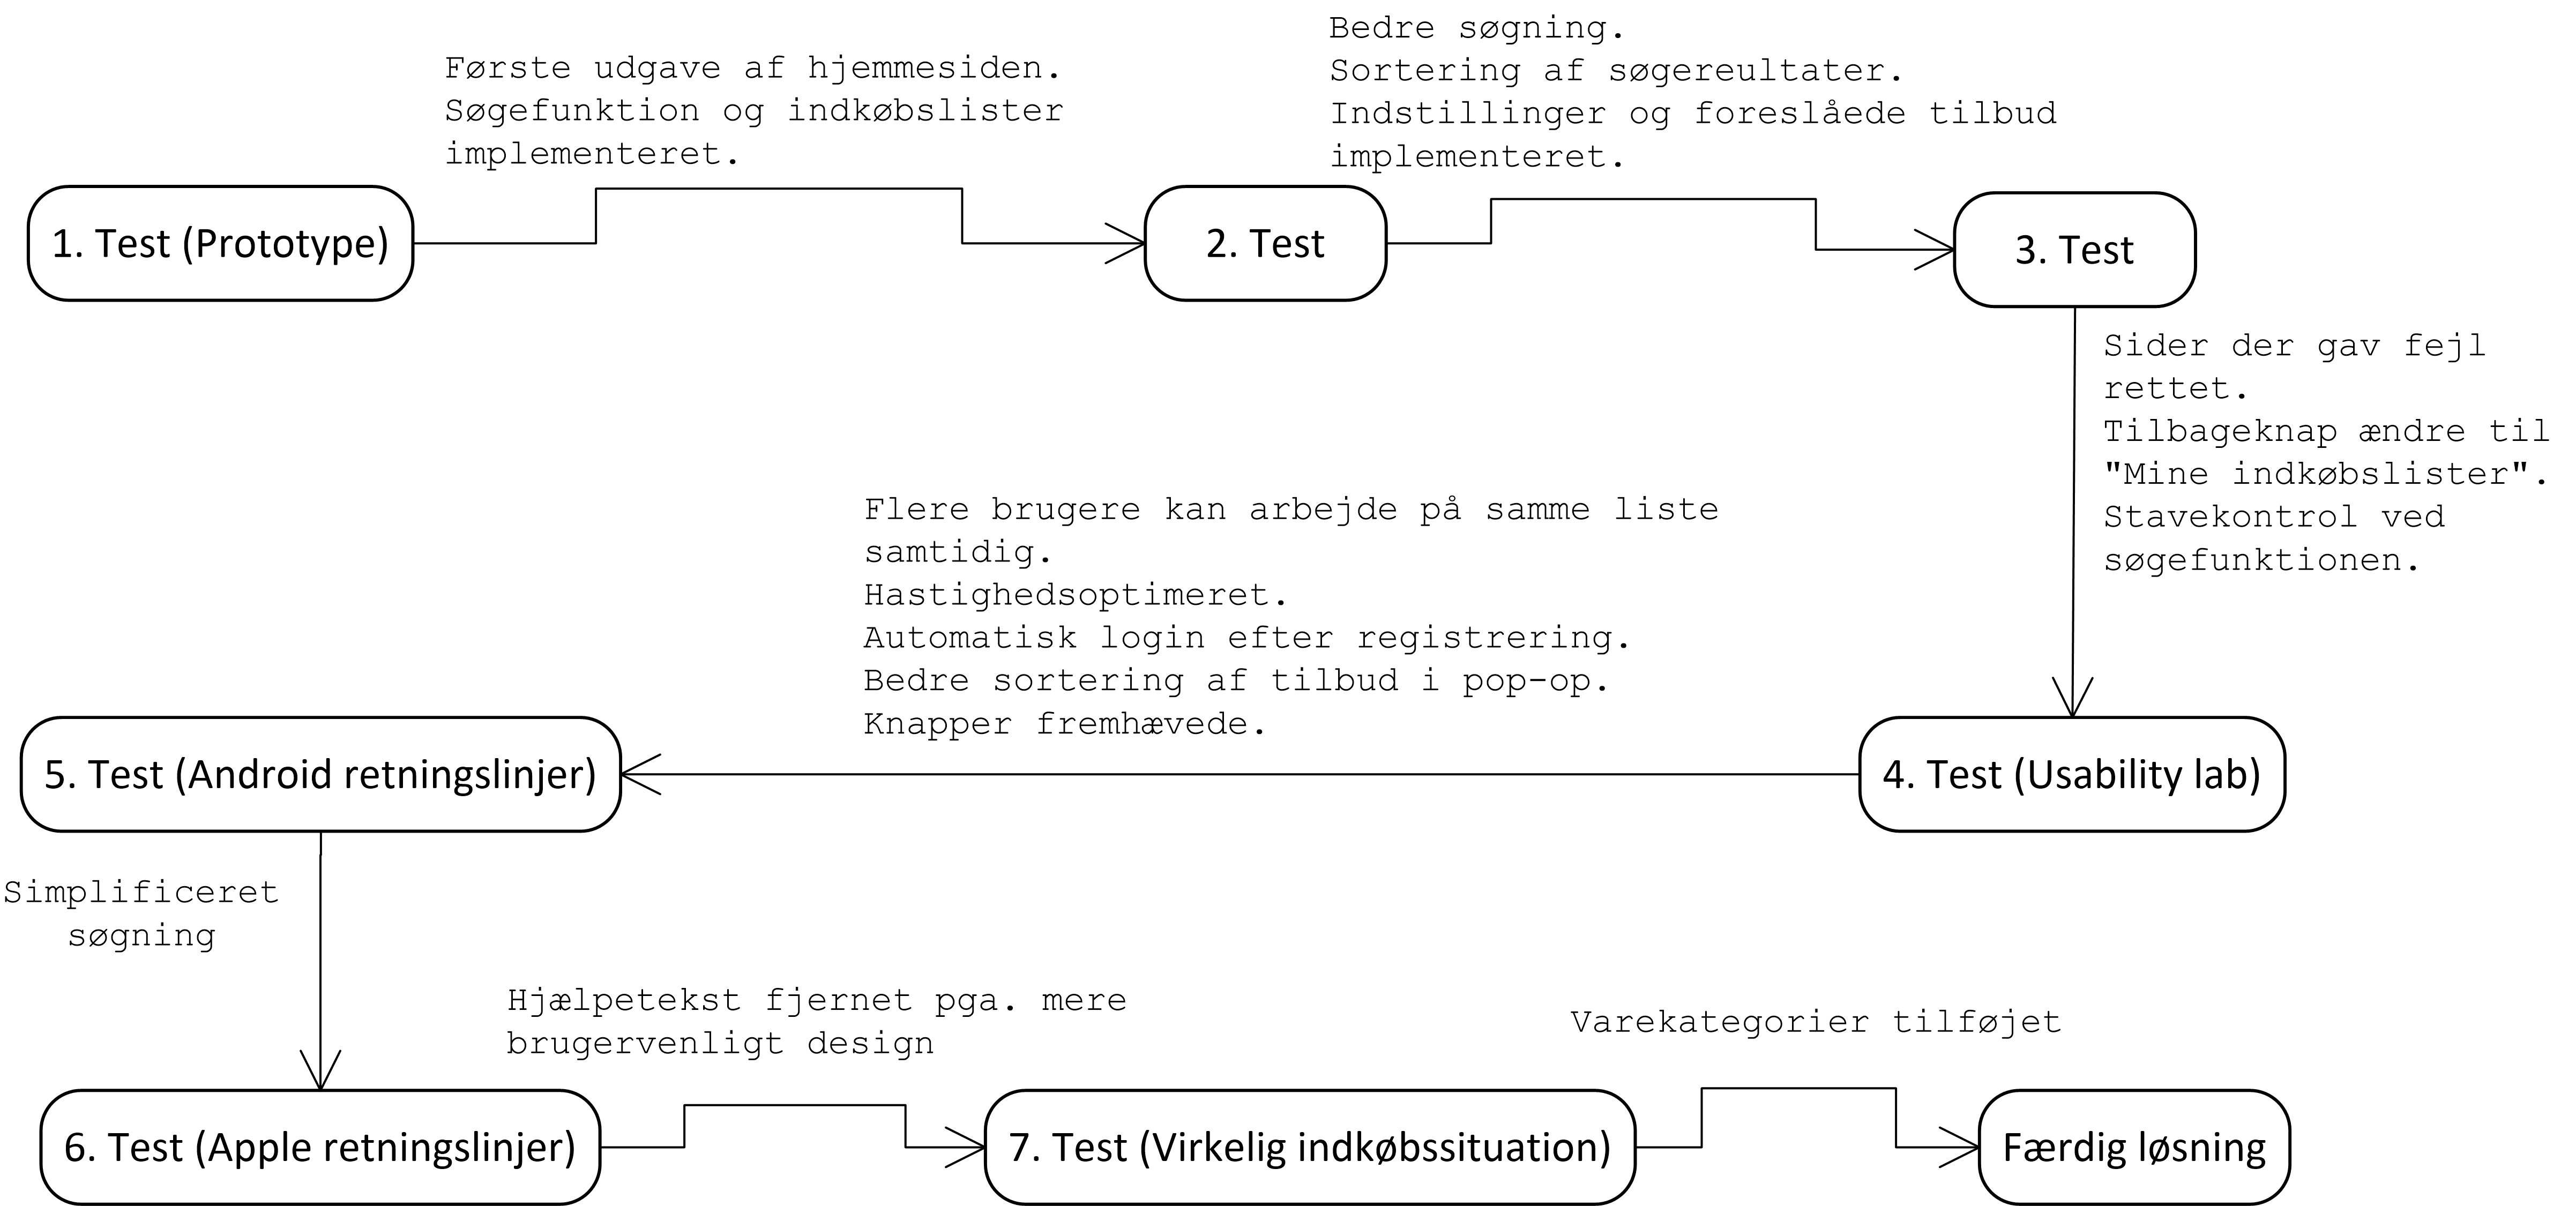 Første udgave af hjemmesiden.
Søgefunktion og indkøbslister
implementeret.
Bedre søgning.
Sortering af søgereultater.
Indstillinger og foreslåede tilbud
implementeret.
1. Test (Prototype)
2. Test
3. Test
Sider der gav fejl
rettet.
Tilbageknap ændre til
"Mine indkøbslister".
Stavekontrol ved
søgefunktionen.
Flere brugere kan arbejde på samme liste
samtidig.
Hastighedsoptimeret.
Automatisk login efter registrering.
Bedre sortering af tilbud i pop-op.
Knapper fremhævede.
4. Test (Usability lab)
5. Test (Android retningslinjer)
Simplificeret
søgning
Hjælpetekst fjernet pga. mere
brugervenligt design
Varekategorier tilføjet
6. Test (Apple retningslinjer)
7. Test (Virkelig indkøbssituation)
Færdig løsning